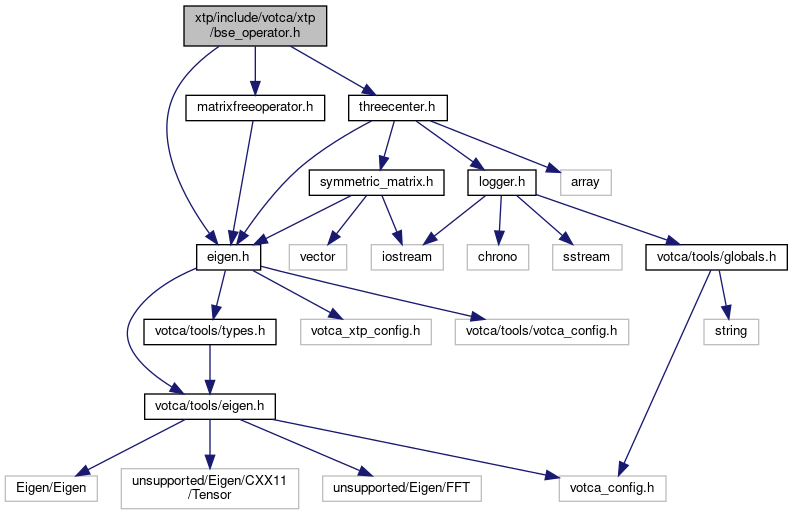 xtp/include/votca/xtp
/bse_operator.h
matrixfreeoperator.h
threecenter.h
symmetric_matrix.h
logger.h
array
eigen.h
vector
iostream
chrono
sstream
votca/tools/globals.h
votca/tools/types.h
votca_xtp_config.h
votca/tools/votca_config.h
string
votca/tools/eigen.h
Eigen/Eigen
unsupported/Eigen/CXX11
/Tensor
unsupported/Eigen/FFT
votca_config.h